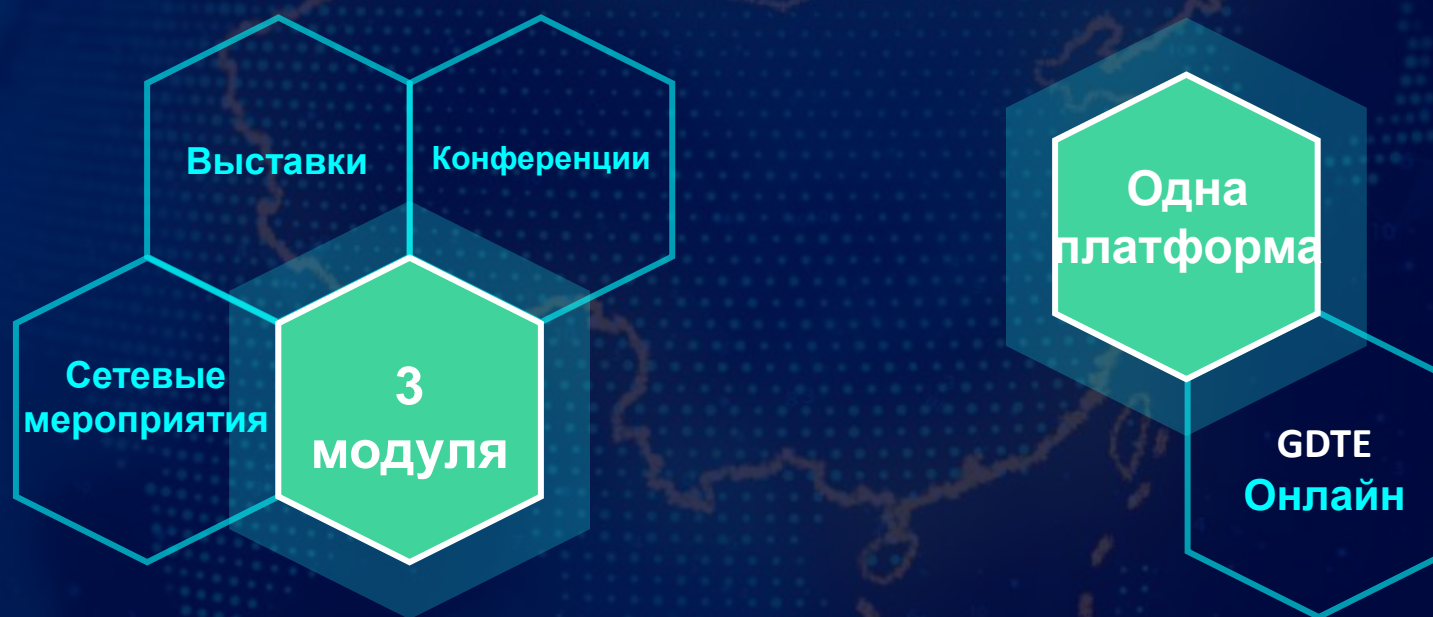 Выставки
Конференции
Сетевые
мероприятия
3
модуля
Одна
платформа
GDTE
Онлайн